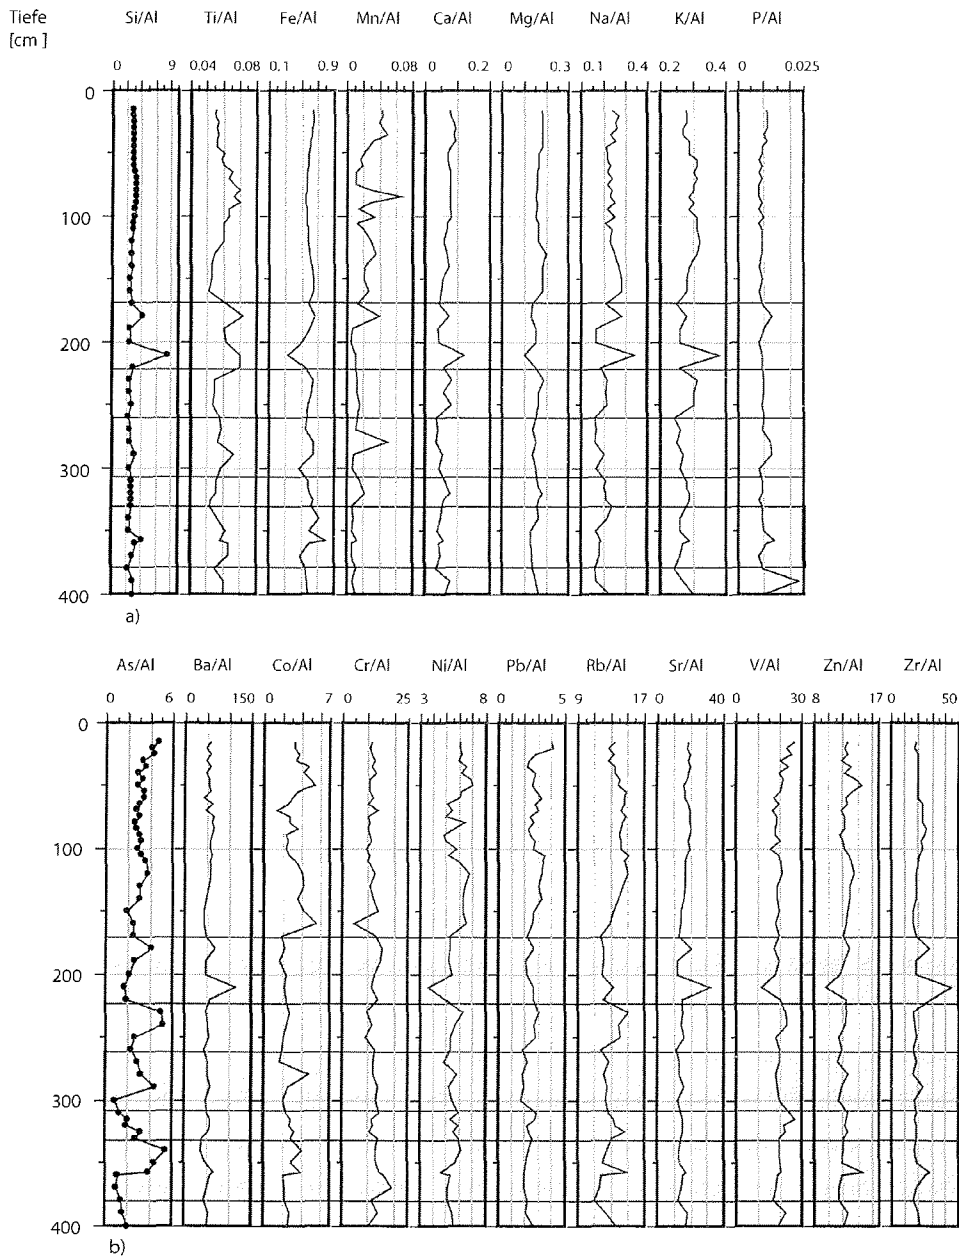 Tiefe Si/Al Ti/Al Fe/Al Mn/Al Ca/Al Mg/Al Na/Al K/Al P/Al
[cm ]
0 9 0.04 0.08 0.1 0.9 0 0.08 0 0.2 0 0.3 0.1 0.4 0.2 0.4 0 0.025
0
100
200
300
400
a)
As/Al Ba/Al Co/Al Cr/Al Ni/Al Pb/Al Rb/Al Sr/Al V/Al Zn/Al Zr/Al
0 6 0 150 0 7 0 25 3 8 0 5 9 17 0 40 0 30 8 17 0 50
0
100
200
300
400
b)